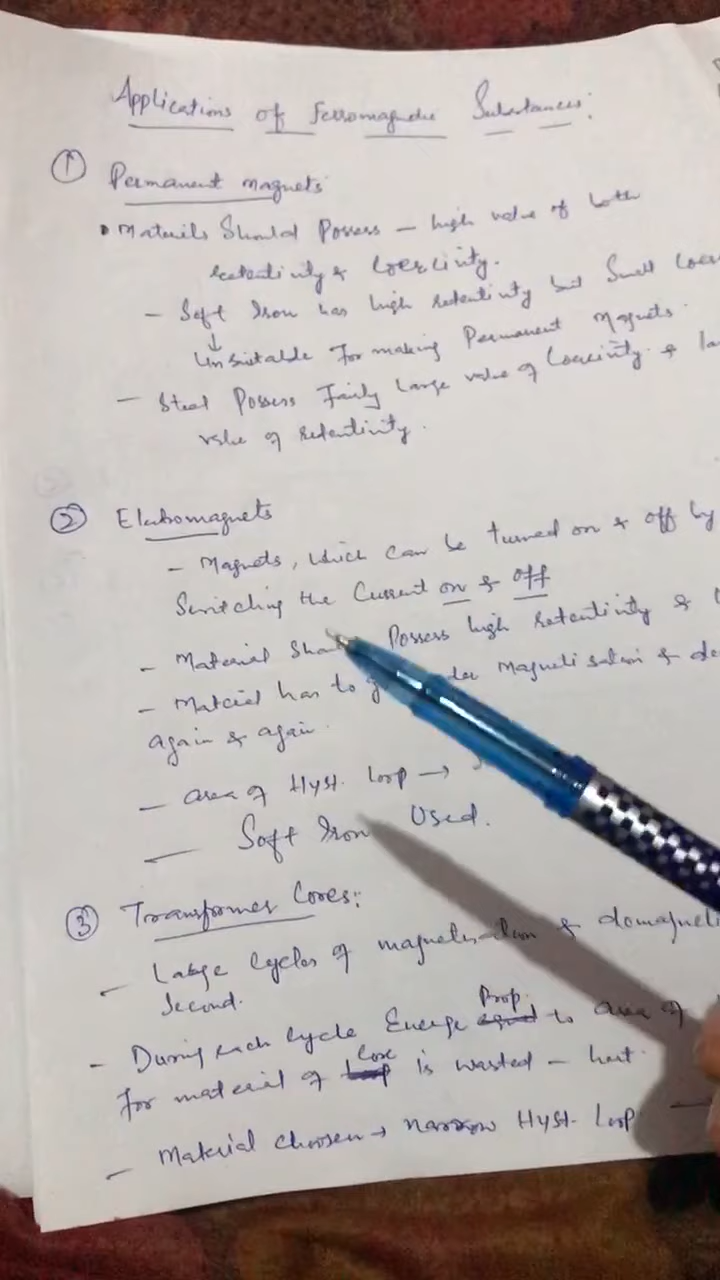 Applications of Ferromagnetic Substances:
① Permanent magnets
• Materials Should Possess — high value of both
retentivity & Coercivity.
— Soft Iron has high retentivity but Small
↓
Unsuitable for making Permanent Magnets.
— Steel Possess Fairly Large value of Coercivity &
value of retentivity.
② Electromagnets
— Magnets, which can be turned on & off by
Switching the Current on & off
— Material Possess high retentivity &
— Material has to magnetisation &
again & again.
— area of Hyst. Loop →
— Soft Iron Used.
③ Transformer Cores:
— Large Cycles of magnetisation &
Second.
— During each Cycle Energy Prop. to area of
for material of Core is wasted — heat.
— Material choosen → narrow Hyst. Loop —